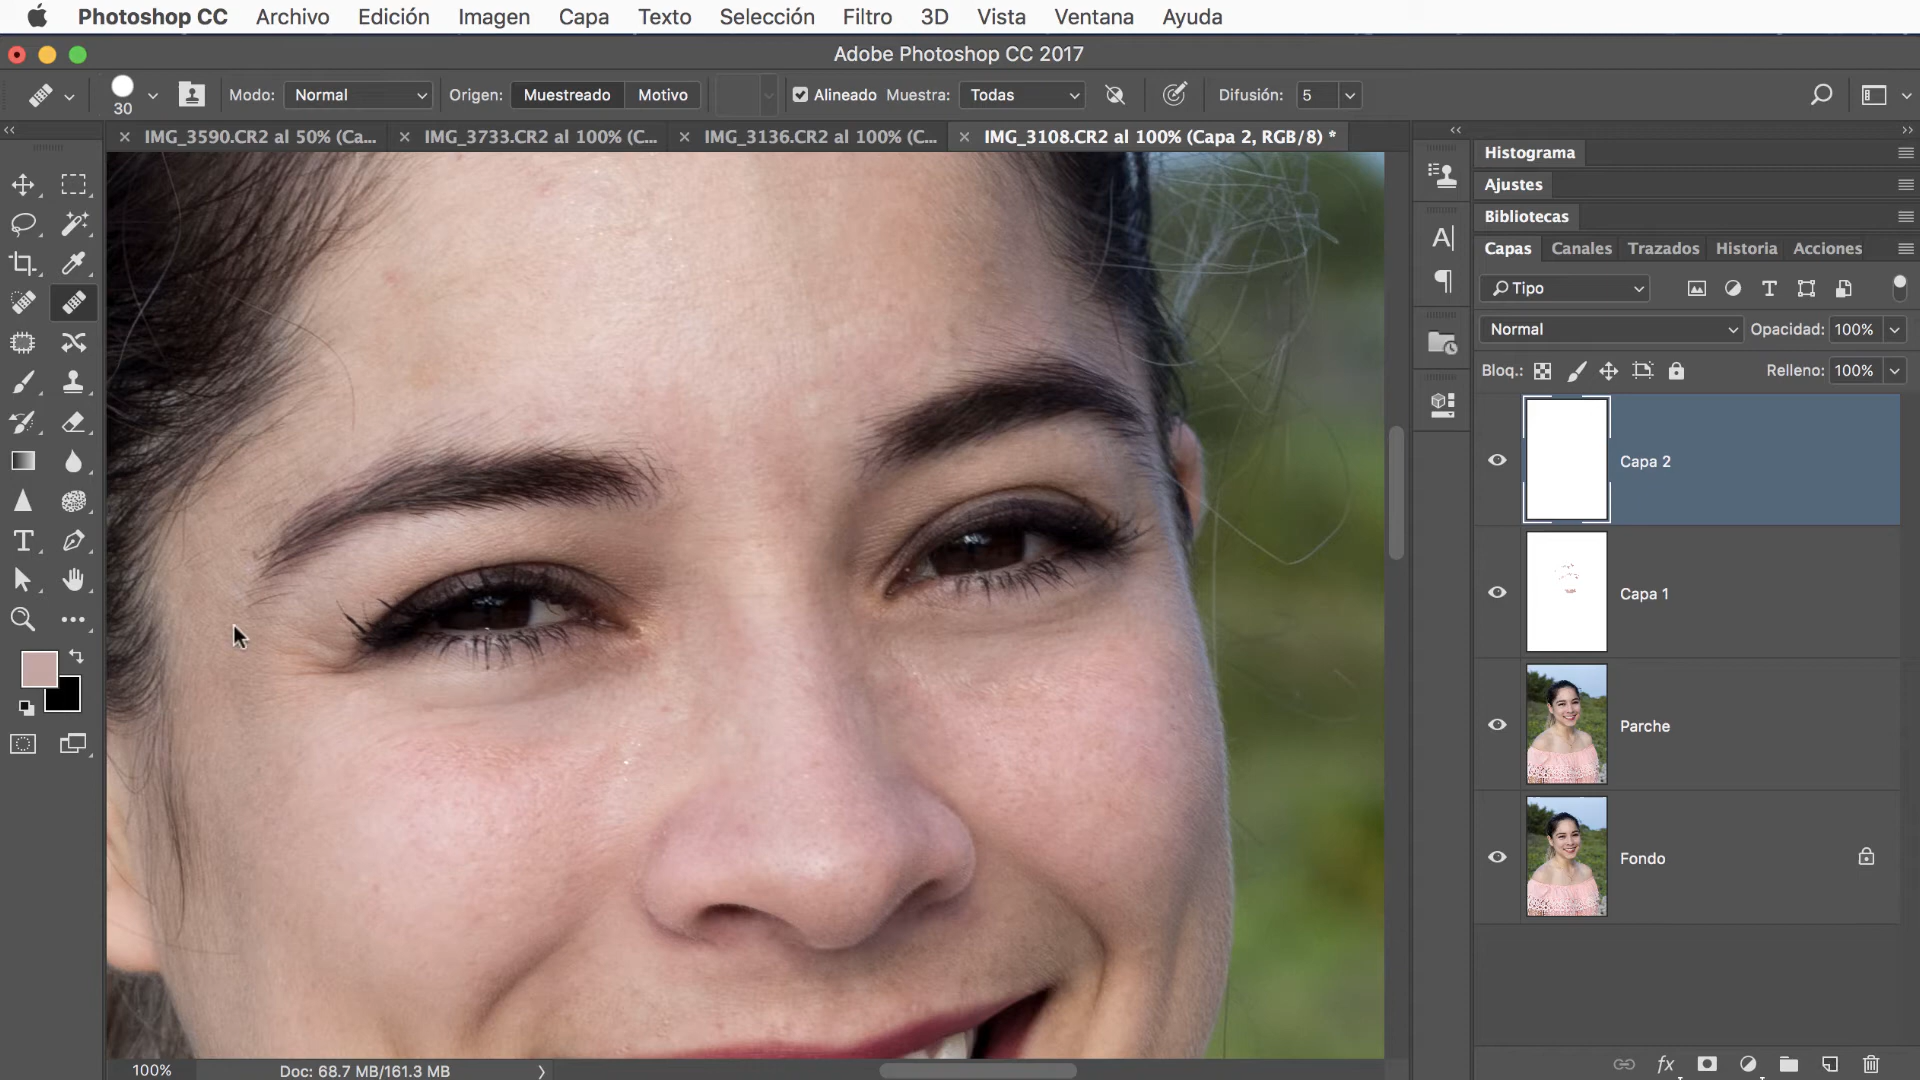 Photoshop CC Archivo Edición Imagen Capa Texto Selección Filtro 3D Vista Ventana Ayuda
Adobe Photoshop CC 2017
30 Modo: Normal Origen: Muestreado Motivo Alineado Muestra: Todas Difusión: 5
IMG_3590.CR2 al 50% (Ca... IMG_3733.CR2 al 100% (C... IMG_3136.CR2 al 100% (C... IMG_3108.CR2 al 100% (Capa 2, RGB/8) *
Histograma
Ajustes
Bibliotecas
Capas Canales Trazados Historia Acciones
Tipo
Normal Opacidad: 100%
Bloq.: Relleno: 100%
Capa 2
Capa 1
Parche
Fondo
100% Doc: 68.7 MB/161.3 MB
fx